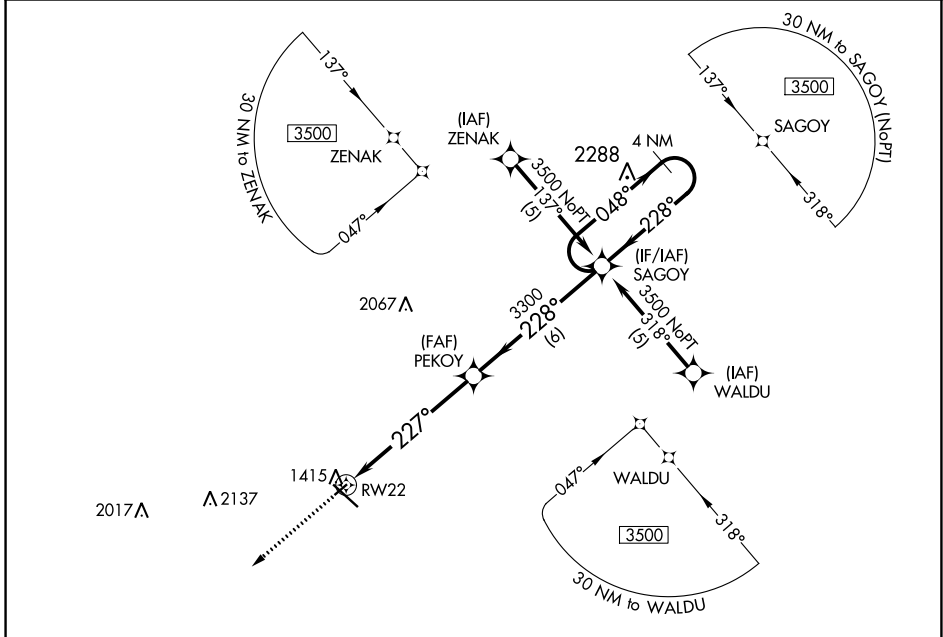 30 NM to ZENAK
137°
3500
ZENAK
047°
(IAF)
ZENAK
3500 NoPT
137°
(5)
2288
4 NM
048°
228°
(IF/IAF)
SAGOY
30 NM to SAGOY (NoPT)
137°
3500
SAGOY
318°
2067
3300
228°
(6)
3500 NoPT
318°
(5)
(FAF)
PEKOY
(IAF)
WALDU
227°
1415
RW22
2017
2137
047°
WALDU
318°
3500
30 NM to WALDU